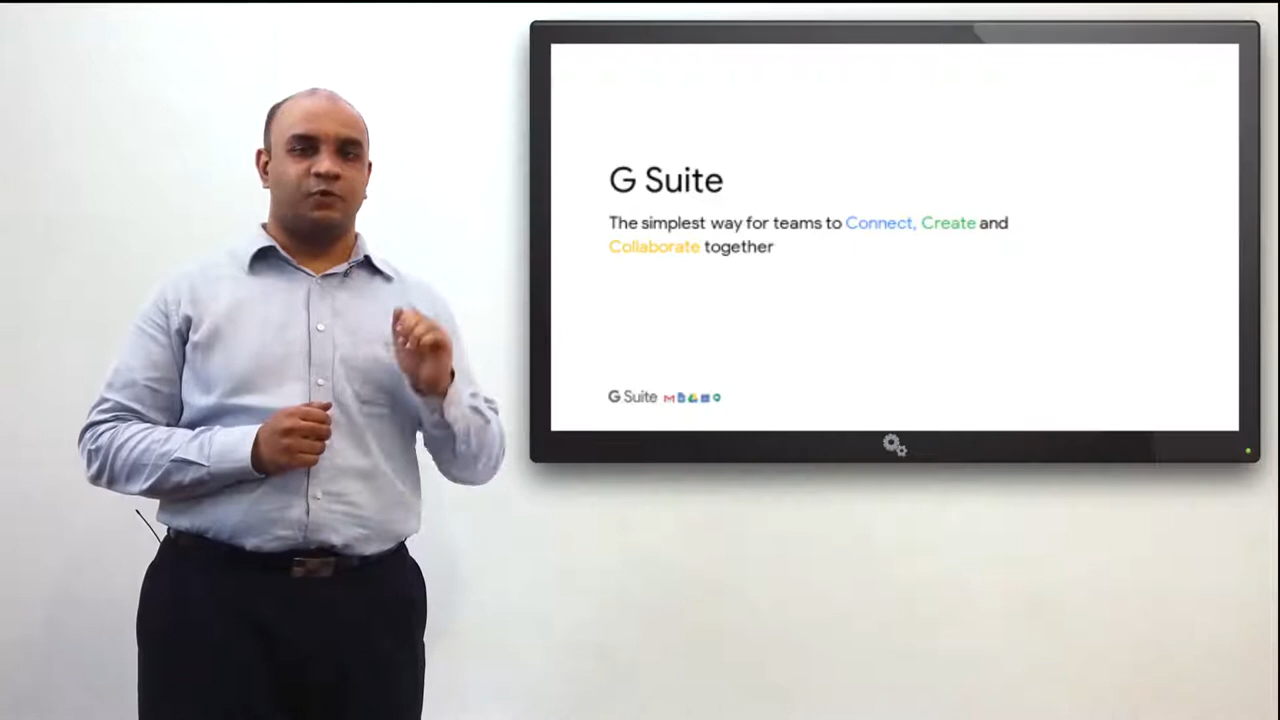 G Suite
The simplest way for teams to Connect, Create and
Collaborate together
G Suite